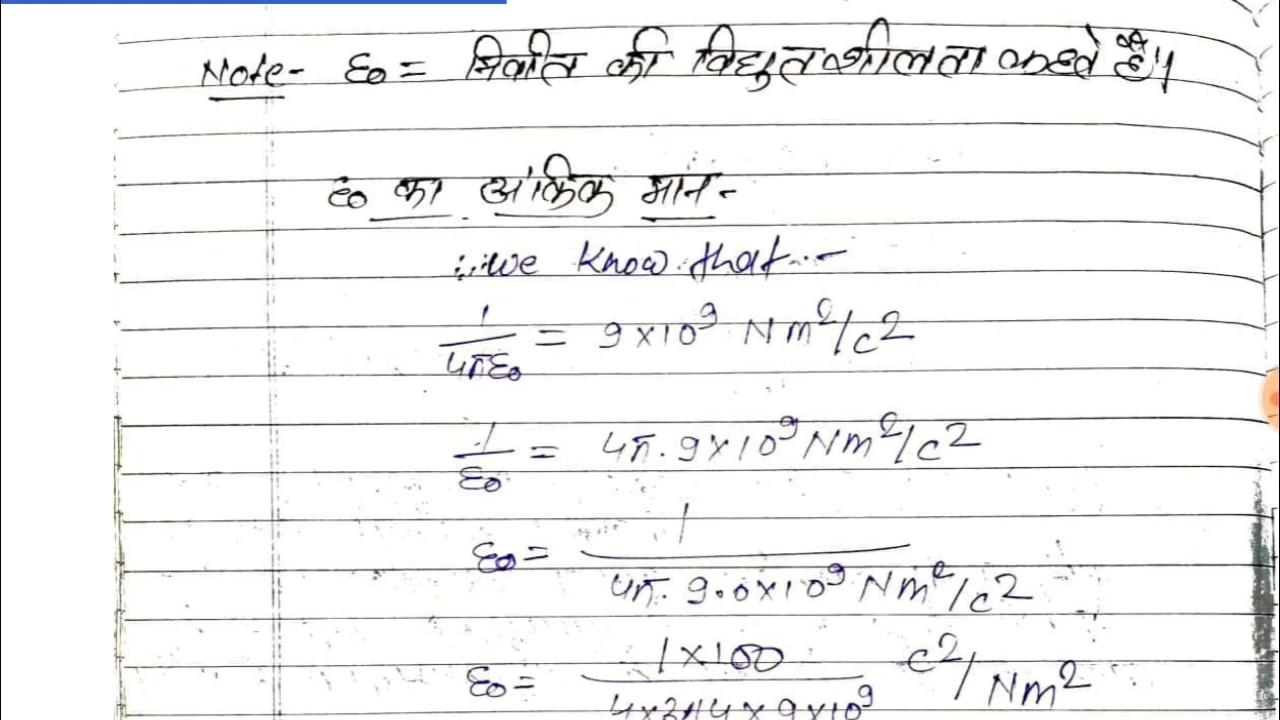 Note- ε₀ = निर्वात की विद्युतशीलता कहते हैं।
ε₀ का आंकिक मान-
∵ we know that..-
1/4πε₀ = 9×10⁹ Nm²/c²
1/ε₀ = 4π.9×10⁹ Nm²/c²
ε₀ = 1/4π.9.0×10⁹ Nm²/c²
ε₀ = 1×100/4×314×9×10⁹ c²/Nm²